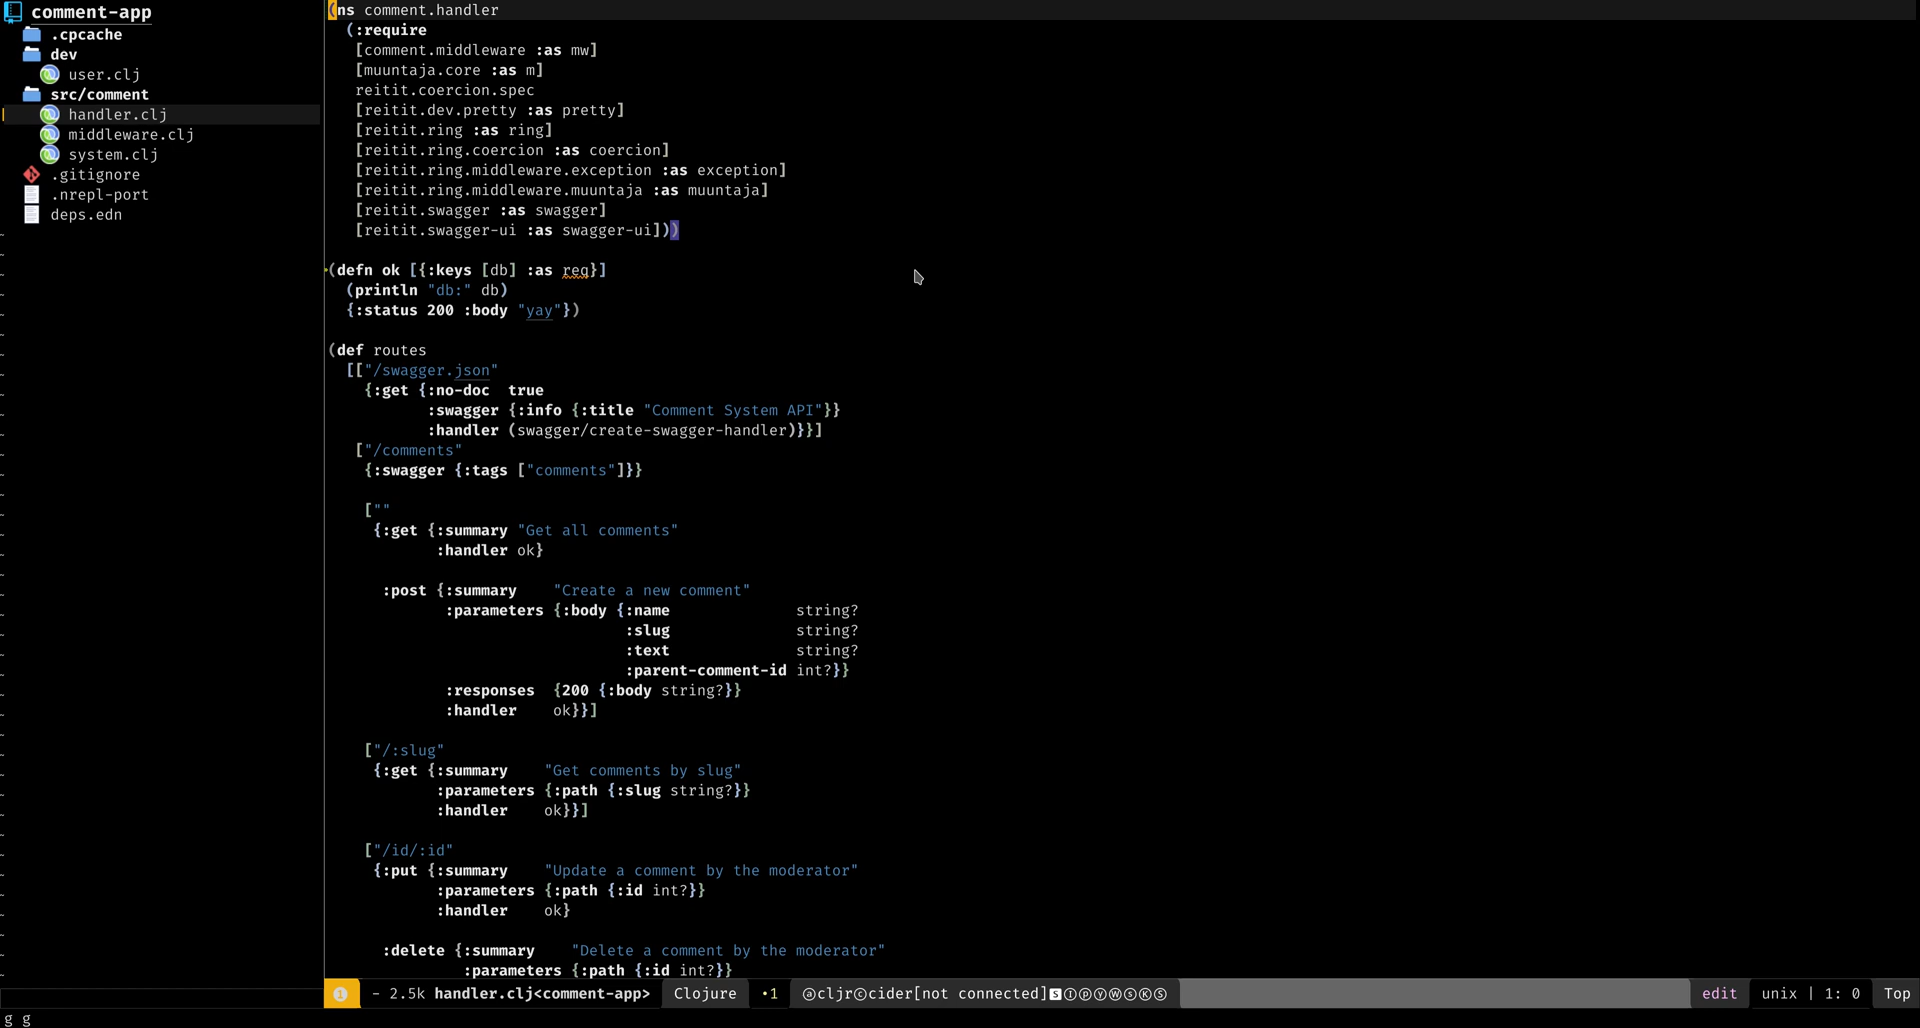 comment-app
.cpcache
dev
user.clj
src/comment
handler.clj
middleware.clj
system.clj
.gitignore
.nrepl-port
deps.edn
(ns comment.handler
  (:require
   [comment.middleware :as mw]
   [muuntaja.core :as m]
   reitit.coercion.spec
   [reitit.dev.pretty :as pretty]
   [reitit.ring :as ring]
   [reitit.ring.coercion :as coercion]
   [reitit.ring.middleware.exception :as exception]
   [reitit.ring.middleware.muuntaja :as muuntaja]
   [reitit.swagger :as swagger]
   [reitit.swagger-ui :as swagger-ui]))
(defn ok [{:keys [db] :as req}]
  (println "db:" db)
  {:status 200 :body "yay"})
(def routes
  [["/swagger.json"
    {:get {:no-doc  true
           :swagger {:info {:title "Comment System API"}}
           :handler (swagger/create-swagger-handler)}}]
   ["/comments"
    {:swagger {:tags ["comments"]}}
    [""
     {:get {:summary "Get all comments"
            :handler ok}
      :post {:summary    "Create a new comment"
             :parameters {:body {:name              string?
                                 :slug              string?
                                 :text              string?
                                 :parent-comment-id int?}}
             :responses  {200 {:body string?}}
             :handler    ok}}]
    ["/:slug"
     {:get {:summary    "Get comments by slug"
            :parameters {:path {:slug string?}}
            :handler    ok}}]
    ["/id/:id"
     {:put {:summary    "Update a comment by the moderator"
            :parameters {:path {:id int?}}
            :handler    ok}
      :delete {:summary    "Delete a comment by the moderator"
               :parameters {:path {:id int?}}
❶ - 2.5k handler.clj<comment-app> Clojure •1 ⓐcljrⓒcider[not connected]🆂ⓘⓟⓨⓦⓢⓚⓢ edit unix | 1: 0 Top
g g